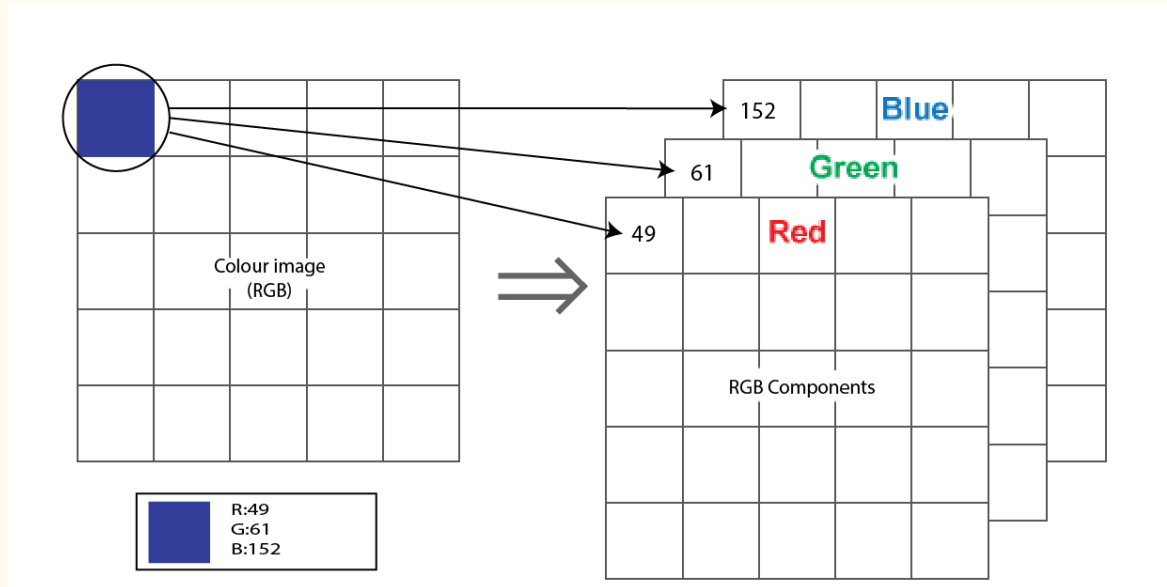 152
Blue
61
Green
49
Red
Colour image
(RGB)
RGB Components
R:49
G:61
B:152